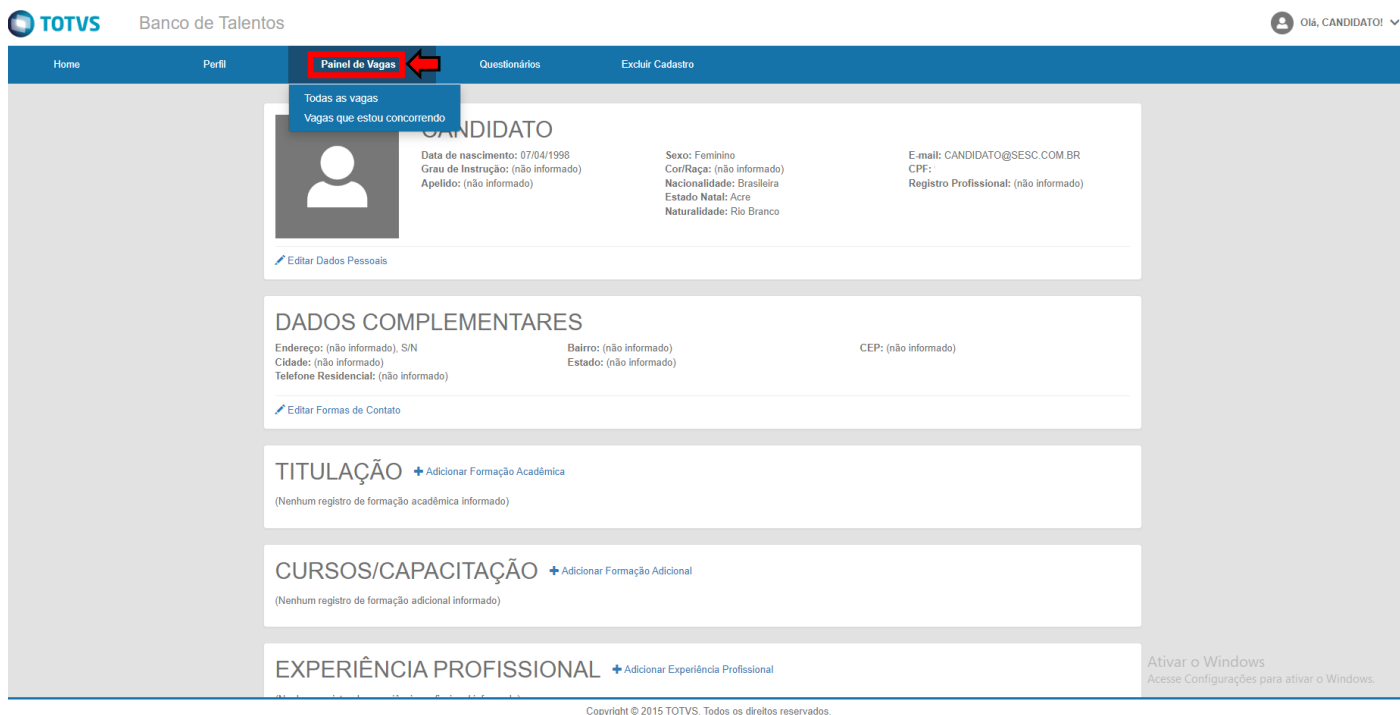 TOTVS Banco de Talentos Olá, CANDIDATO!
Home Perfil Painel de Vagas Questionários Excluir Cadastro
Todas as vagas
Vagas que estou concorrendo
CANDIDATO
Data de nascimento: 07/04/1998 Sexo: Feminino E-mail: CANDIDATO@SESC.COM.BR
Grau de Instrução: (não informado) Cor/Raça: (não informado) CPF:
Apelido: (não informado) Nacionalidade: Brasileira Registro Profissional: (não informado)
Estado Natal: Acre
Naturalidade: Rio Branco
Editar Dados Pessoais
DADOS COMPLEMENTARES
Endereço: (não informado), S/N Bairro: (não informado) CEP: (não informado)
Cidade: (não informado) Estado: (não informado)
Telefone Residencial: (não informado)
Editar Formas de Contato
TITULAÇÃO Adicionar Formação Acadêmica
(Nenhum registro de formação acadêmica informado)
CURSOS/CAPACITAÇÃO Adicionar Formação Adicional
(Nenhum registro de formação adicional informado)
EXPERIÊNCIA PROFISSIONAL Adicionar Experiência Profissional
Ativar o Windows
Acesse Configurações para ativar o Windows.
Copyright © 2015 TOTVS. Todos os direitos reservados.